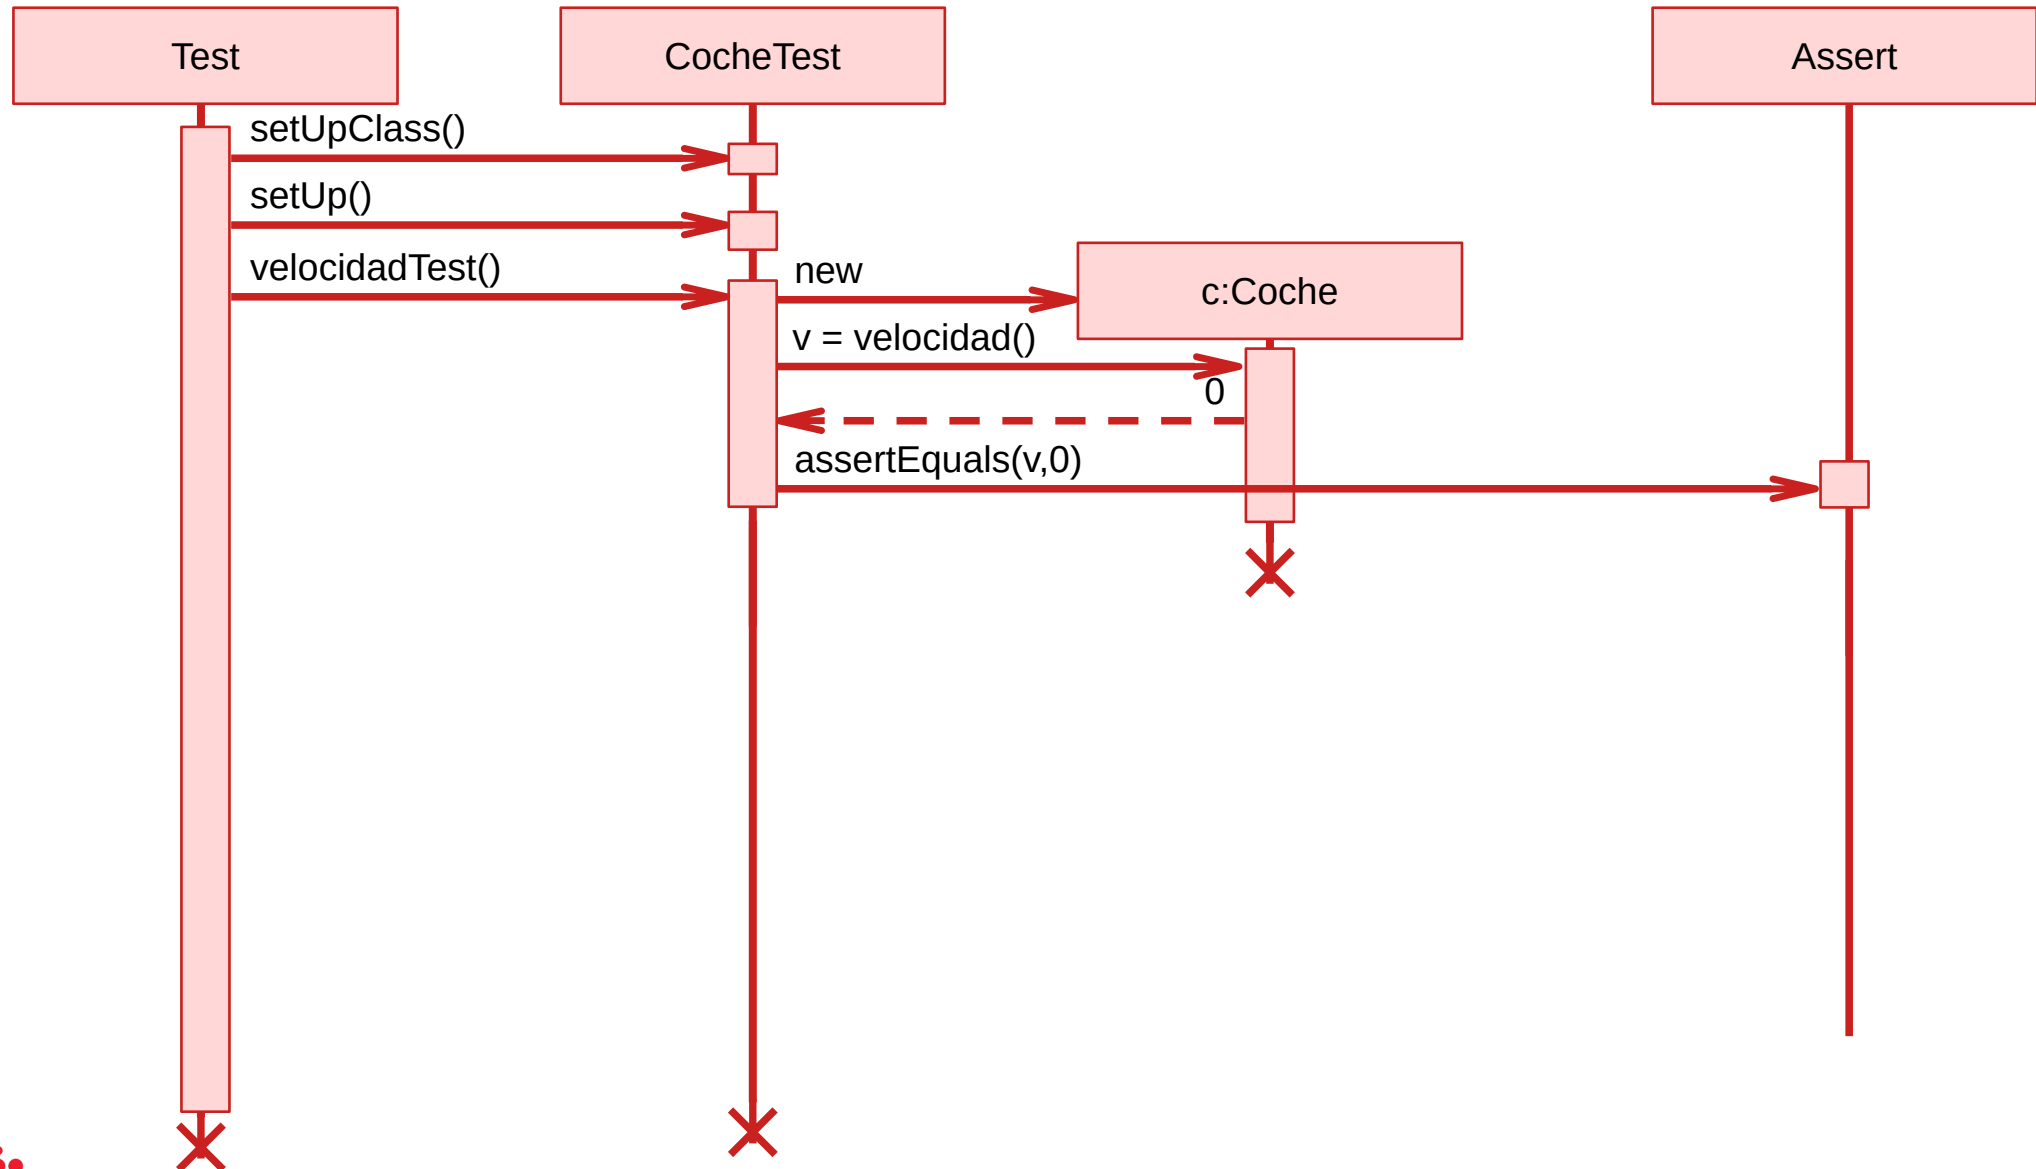 Test
CocheTest
Assert
setUpClass()
setUp()
velocidadTest()
new
c:Coche
v = velocidad()
0
assertEquals(v,0)